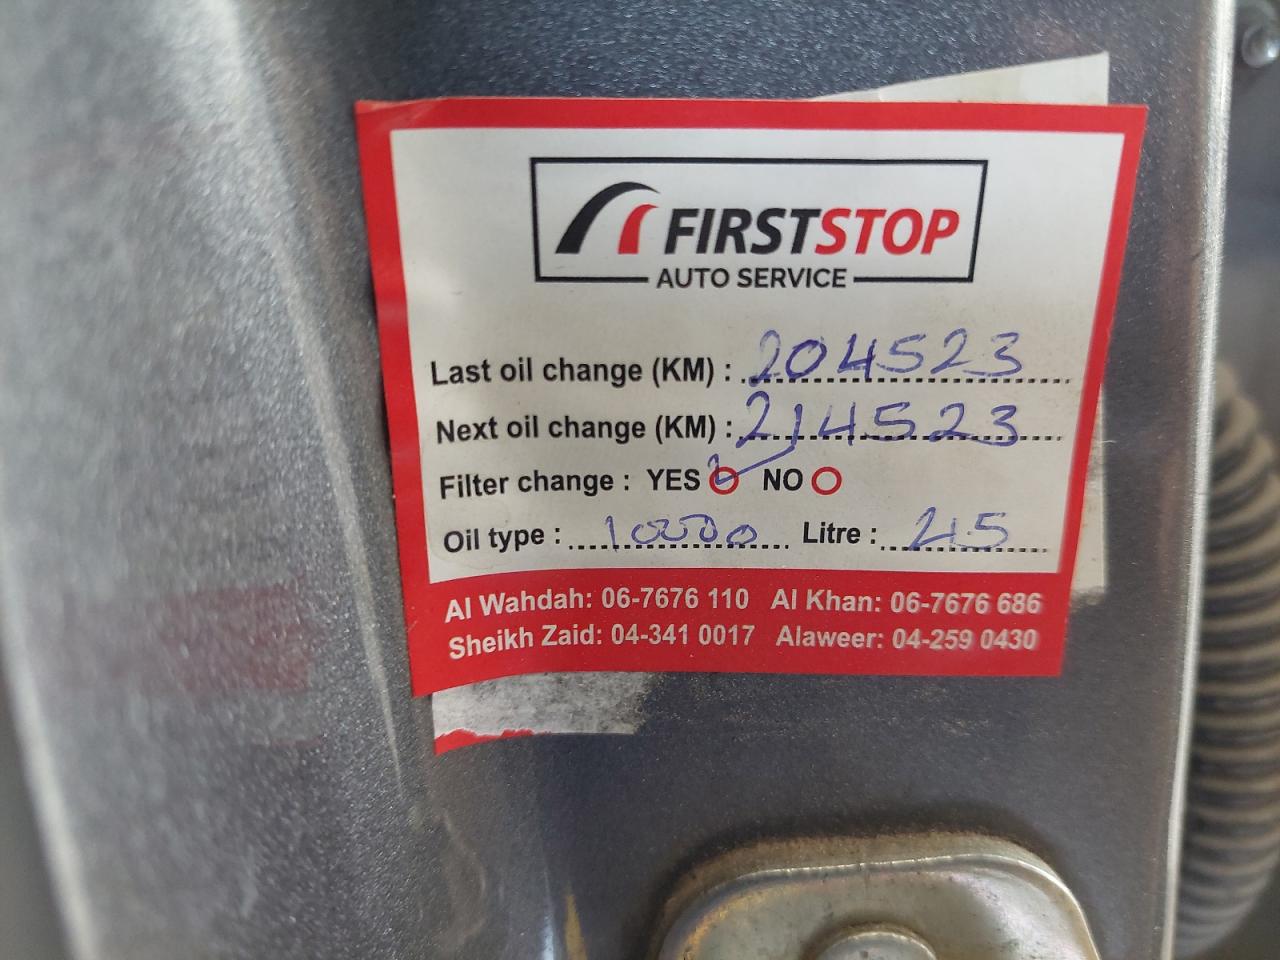 FIRSTSTOP
AUTO SERVICE
Last oil change (KM) : 204523
Next oil change (KM) : 214523
Filter change : YES NO
Oil type : 10000 Litre : 4.5
Al Wahdah: 06-7676 110 Al Khan: 06-7676 686
Sheikh Zaid: 04-341 0017 Alaweer: 04-259 0430